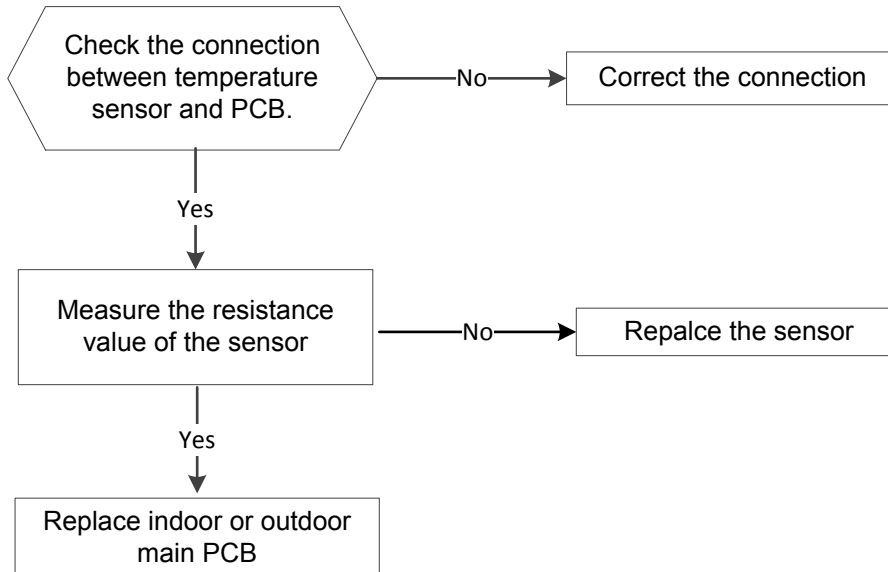 Check the connection
between temperature
sensor and PCB.
No
Correct the connection
Yes
Measure the resistance
value of the sensor
No
Repalce the sensor
Yes
Replace indoor or outdoor
main PCB